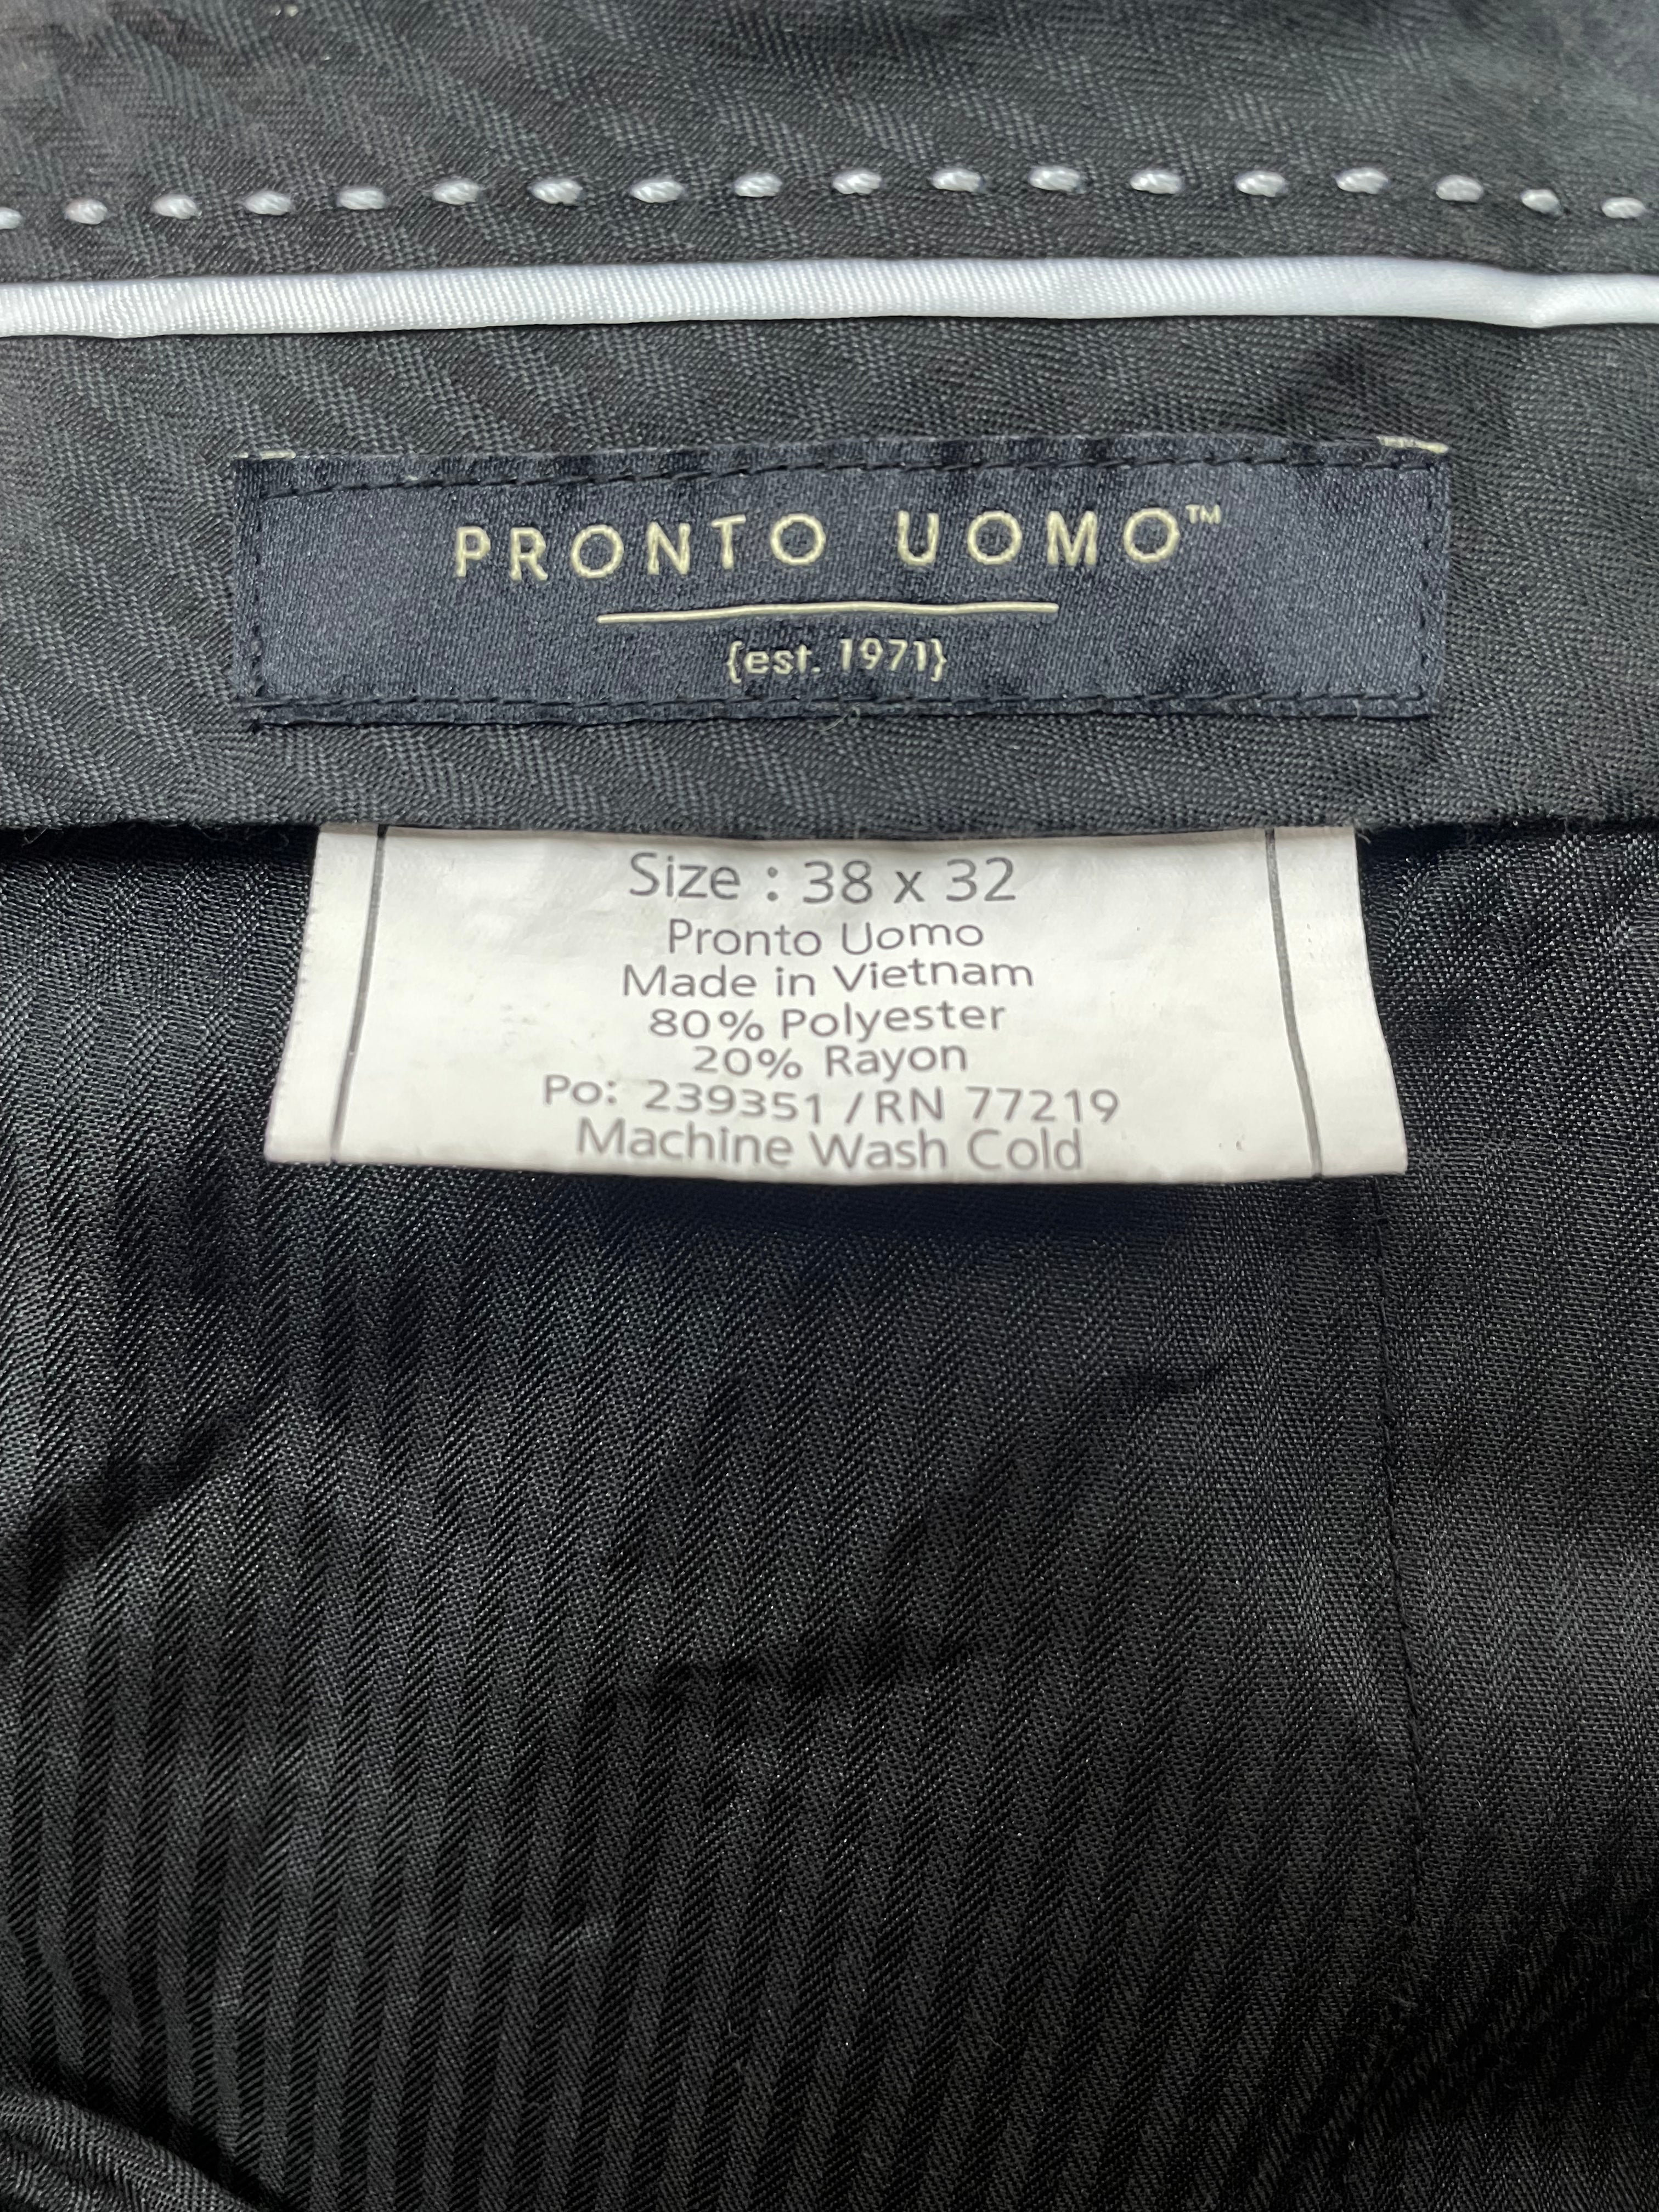 PRONTO UOMO™
{est. 1971}
Size : 38 x 32
Pronto Uomo
Made in Vietnam
80% Polyester
20% Rayon
Po: 239351 / RN 77219
Machine Wash Cold